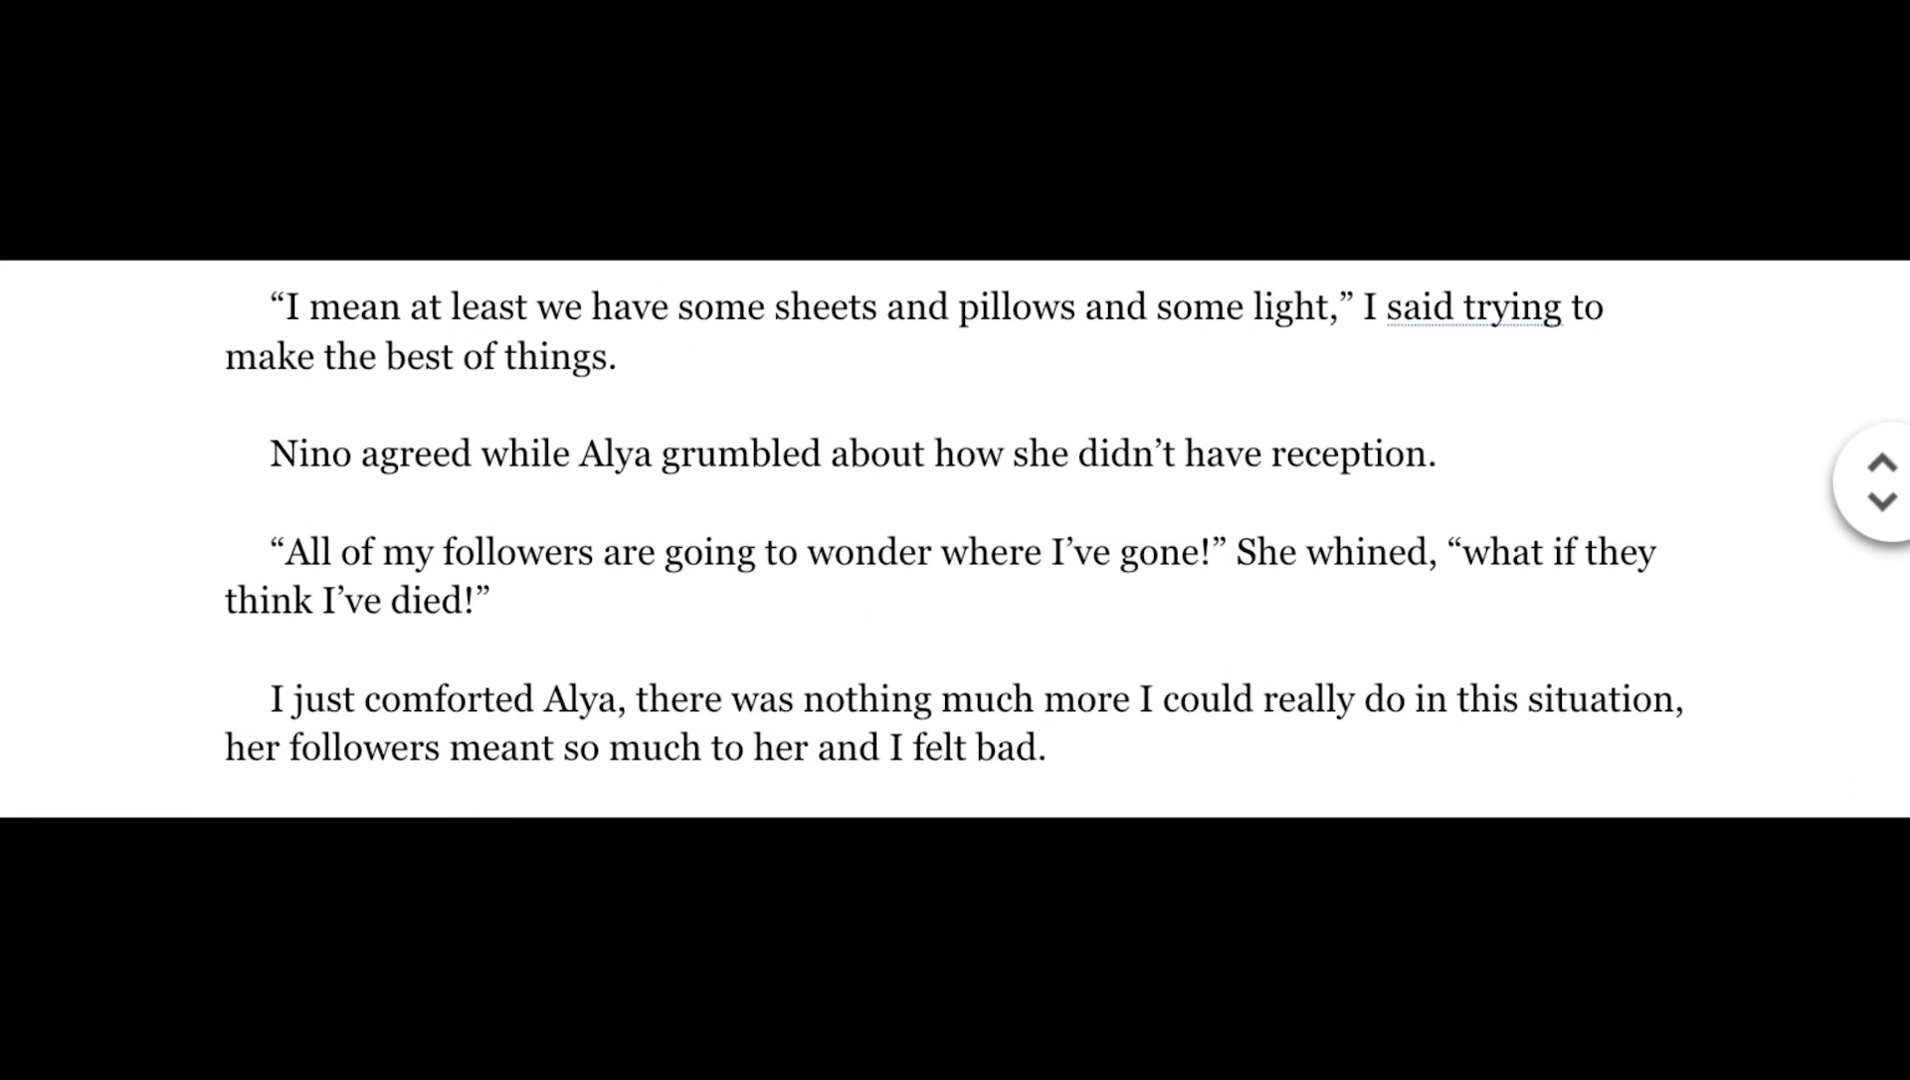 “I mean at least we have some sheets and pillows and some light,” I said trying to
make the best of things.
Nino agreed while Alya grumbled about how she didn’t have reception.
“All of my followers are going to wonder where I’ve gone!” She whined, “what if they
think I’ve died!”
I just comforted Alya, there was nothing much more I could really do in this situation,
her followers meant so much to her and I felt bad.